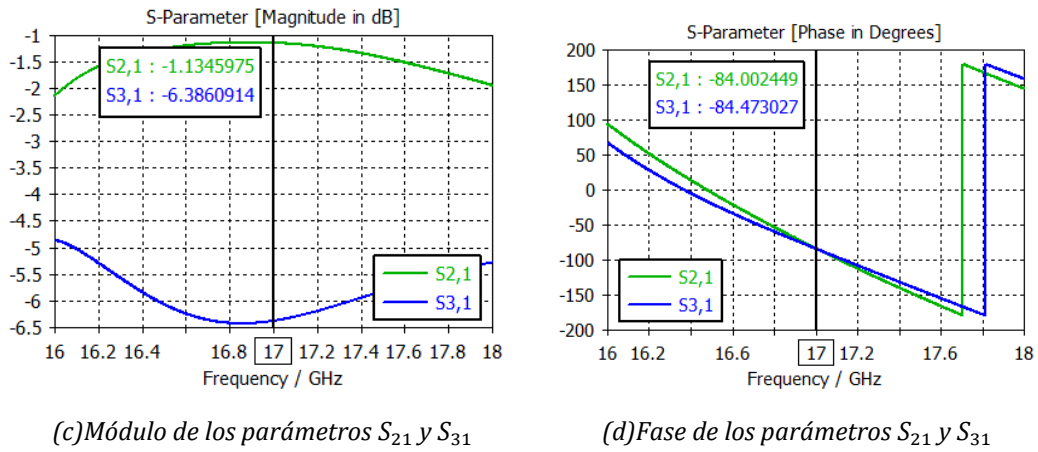 S-Parameter [Magnitude in dB]
-1
-1.5
-2
-2.5
-3
-3.5
-4
-4.5
-5
-5.5
-6
-6.5
S2,1 : -1.1345975
S3,1 : -6.3860914
S2,1
S3,1
16 16.2 16.4 16.8 17 17.2 17.4 17.6 17.8 18
Frequency / GHz
(c)Módulo de los parámetros S₂₁ y S₃₁
S-Parameter [Phase in Degrees]
200
150
100
50
0
-50
-100
-150
-200
S2,1 : -84.002449
S3,1 : -84.473027
S2,1
S3,1
16 16.2 16.6 17 17.2 17.6 18
Frequency / GHz
(d)Fase de los parámetros S₂₁ y S₃₁